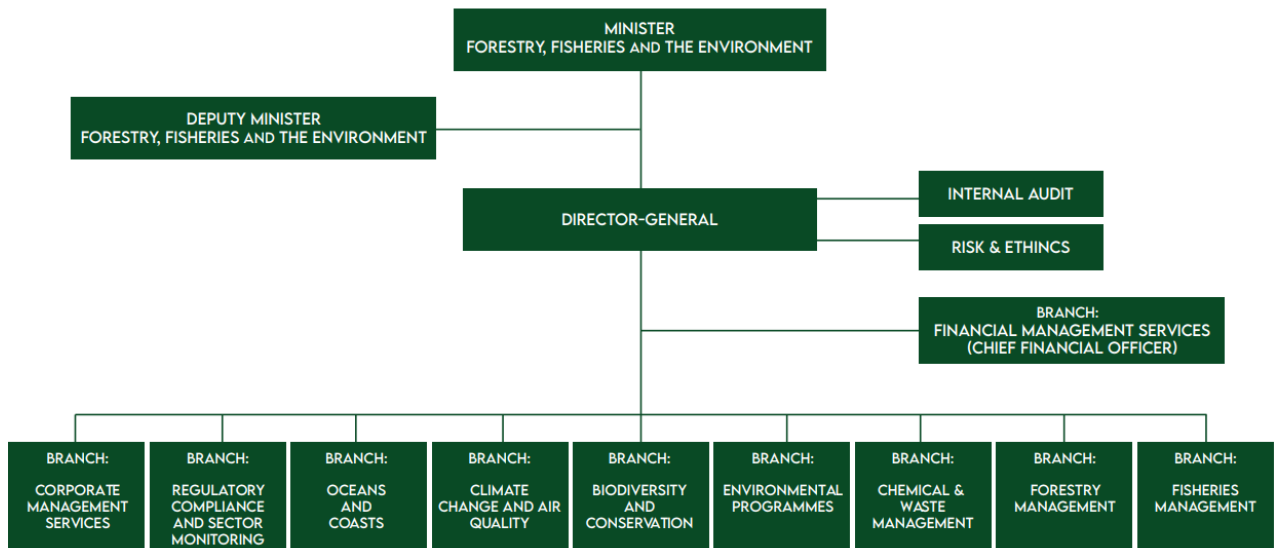 MINISTER
FORESTRY, FISHERIES AND THE ENVIRONMENT
DEPUTY MINISTER
FORESTRY, FISHERIES AND THE ENVIRONMENT
DIRECTOR-GENERAL
INTERNAL AUDIT
RISK & ETHINCS
BRANCH:
FINANCIAL MANAGEMENT SERVICES
(CHIEF FINANCIAL OFFICER)
BRANCH:
CORPORATE
MANAGEMENT
SERVICES
BRANCH:
REGULATORY
COMPLIANCE
AND SECTOR
MONITORING
BRANCH:
OCEANS
AND
COASTS
BRANCH:
CLIMATE
CHANGE AND AIR
QUALITY
BRANCH:
BIODIVERSITY
AND
CONSERVATION
BRANCH:
ENVIRONMENTAL
PROGRAMMES
BRANCH:
CHEMICAL &
WASTE
MANAGEMENT
BRANCH:
FORESTRY
MANAGEMENT
BRANCH:
FISHERIES
MANAGEMENT